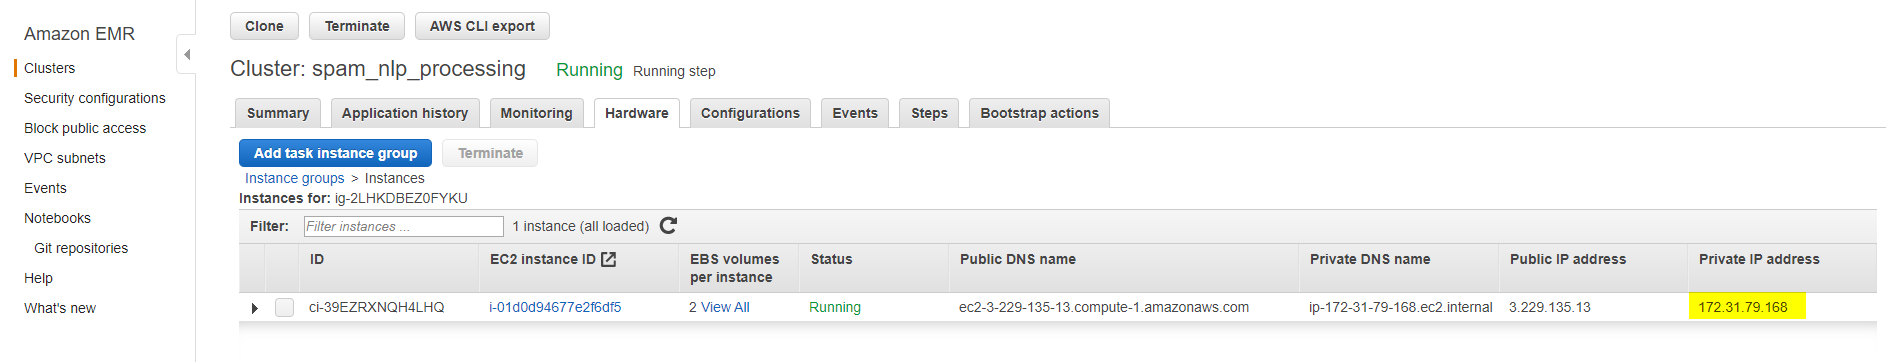 Amazon EMR
Clusters
Security configurations
Block public access
VPC subnets
Events
Notebooks
Git repositories
Help
What's new
Clone Terminate AWS CLI export
Cluster: spam_nlp_processing Running Running step
Summary Application history Monitoring Hardware Configurations Events Steps Bootstrap actions
Add task instance group Terminate
Instance groups > Instances
Instances for: ig-2LHKDBEZ0FYKU
Filter: Filter instances ... 1 instance (all loaded)
ID EC2 instance ID EBS volumes per instance Status Public DNS name Private DNS name Public IP address Private IP address
ci-39EZRXNQH4LHQ i-01d0d94677e2f6df5 2 View All Running ec2-3-229-135-13.compute-1.amazonaws.com ip-172-31-79-168.ec2.internal 3.229.135.13 172.31.79.168